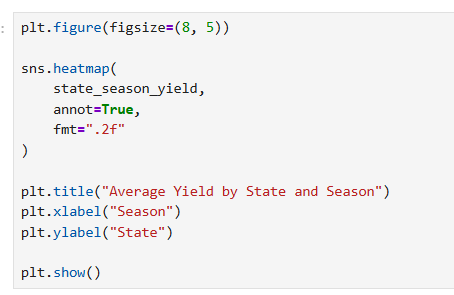 :
plt.figure(figsize=(8, 5))
sns.heatmap(
    state_season_yield,
    annot=True,
    fmt=".2f"
)
plt.title("Average Yield by State and Season")
plt.xlabel("Season")
plt.ylabel("State")
plt.show()